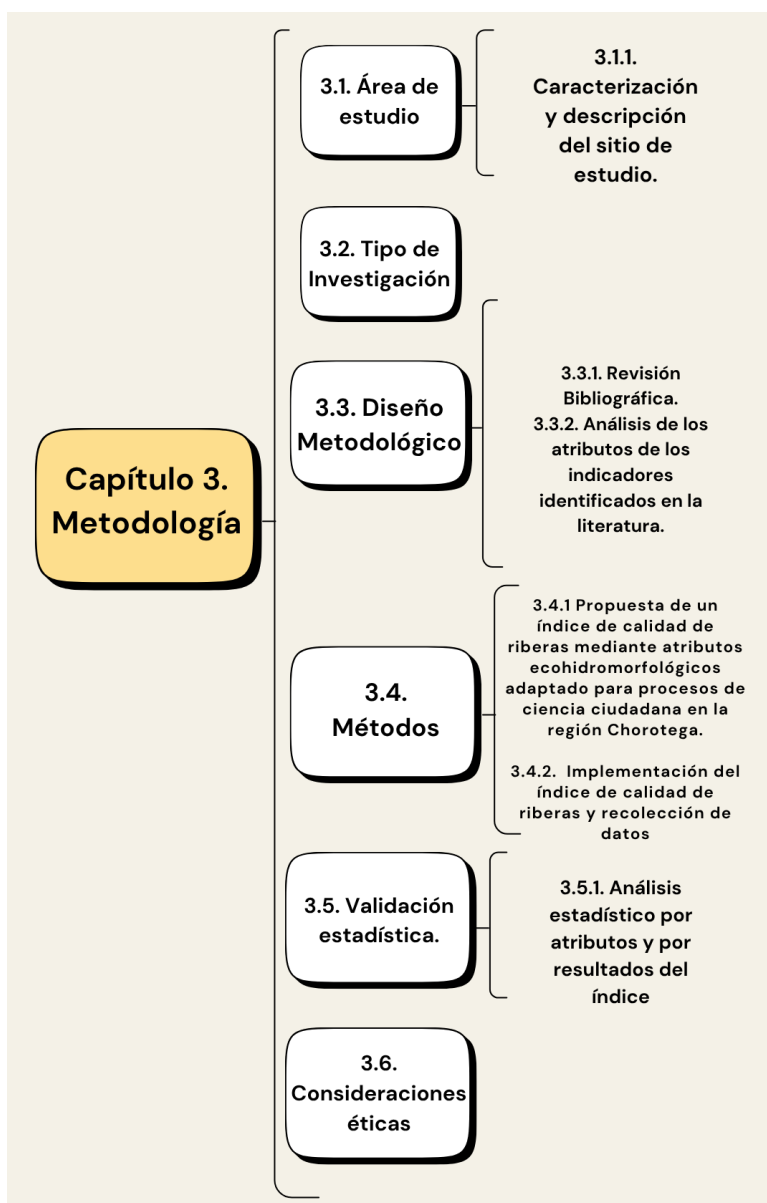 Capítulo 3.
Metodología
3.1. Área de
estudio
3.1.1.
Caracterización
y descripción
del sitio de
estudio.
3.2. Tipo de
Investigación
3.3. Diseño
Metodológico
3.3.1. Revisión
Bibliográfica.
3.3.2. Análisis de los
atributos de los
indicadores
identificados en la
literatura.
3.4.
Métodos
3.4.1 Propuesta de un
índice de calidad de
riberas mediante atributos
ecohidromorfológicos
adaptado para procesos de
ciencia ciudadana en la
región Chorotega.
3.4.2. Implementación del
índice de calidad de
riberas y recolección de
datos
3.5. Validación
estadística.
3.5.1. Análisis
estadístico por
atributos y por
resultados del
índice
3.6.
Consideraciones
éticas